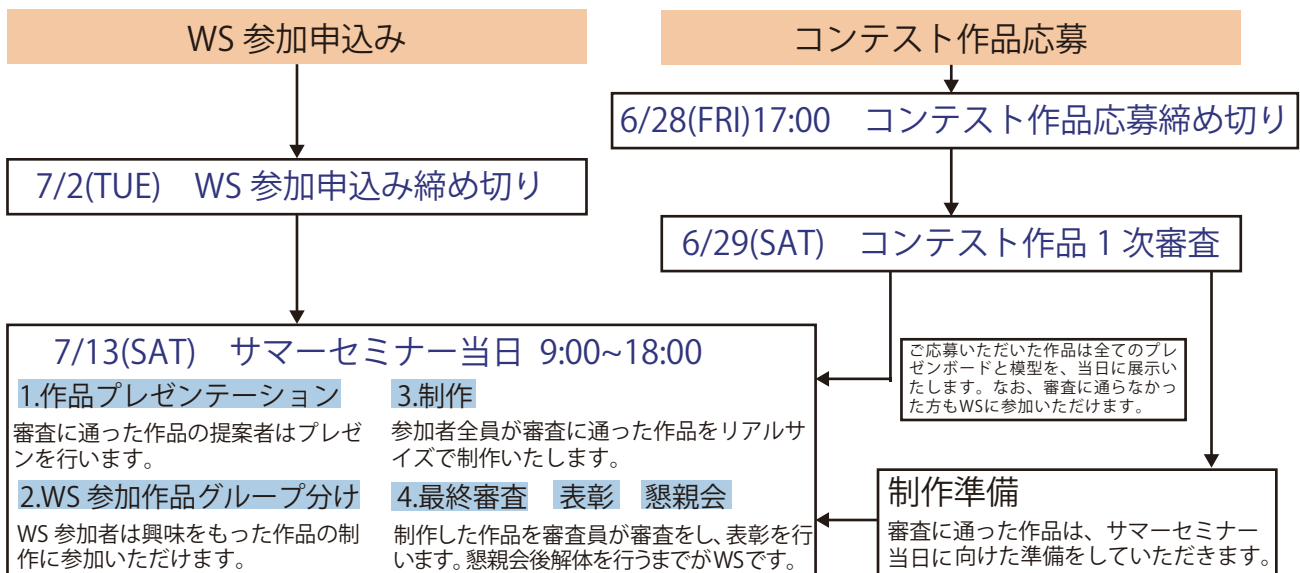 WS 参加申込み
7/2(TUE) WS 参加申込み締め切り
コンテスト作品応募
6/28(FRI)17:00 コンテスト作品応募締め切り
6/29(SAT) コンテスト作品 1 次審査
ご応募いただいた作品は全てのプレ
ゼンボードと模型を、当日に展示い
たします。なお、審査に通らなかっ
た方もWSに参加いただけます。
制作準備
審査に通った作品は、サマーセミナー
当日に向けた準備をしていただきます。
7/13(SAT) サマーセミナー当日 9:00~18:00
1.作品プレゼンテーション
審査に通った作品の提案者はプレゼ
ンを行います。
2.WS 参加作品グループ分け
WS 参加者は興味をもった作品の制
作に参加いただけます。
3.制作
参加者全員が審査に通った作品をリアルサ
イズで制作いたします。
4.最終審査 表彰 懇親会
制作した作品を審査員が審査をし、表彰を行
います。懇親会後解体を行うまでがWSです。